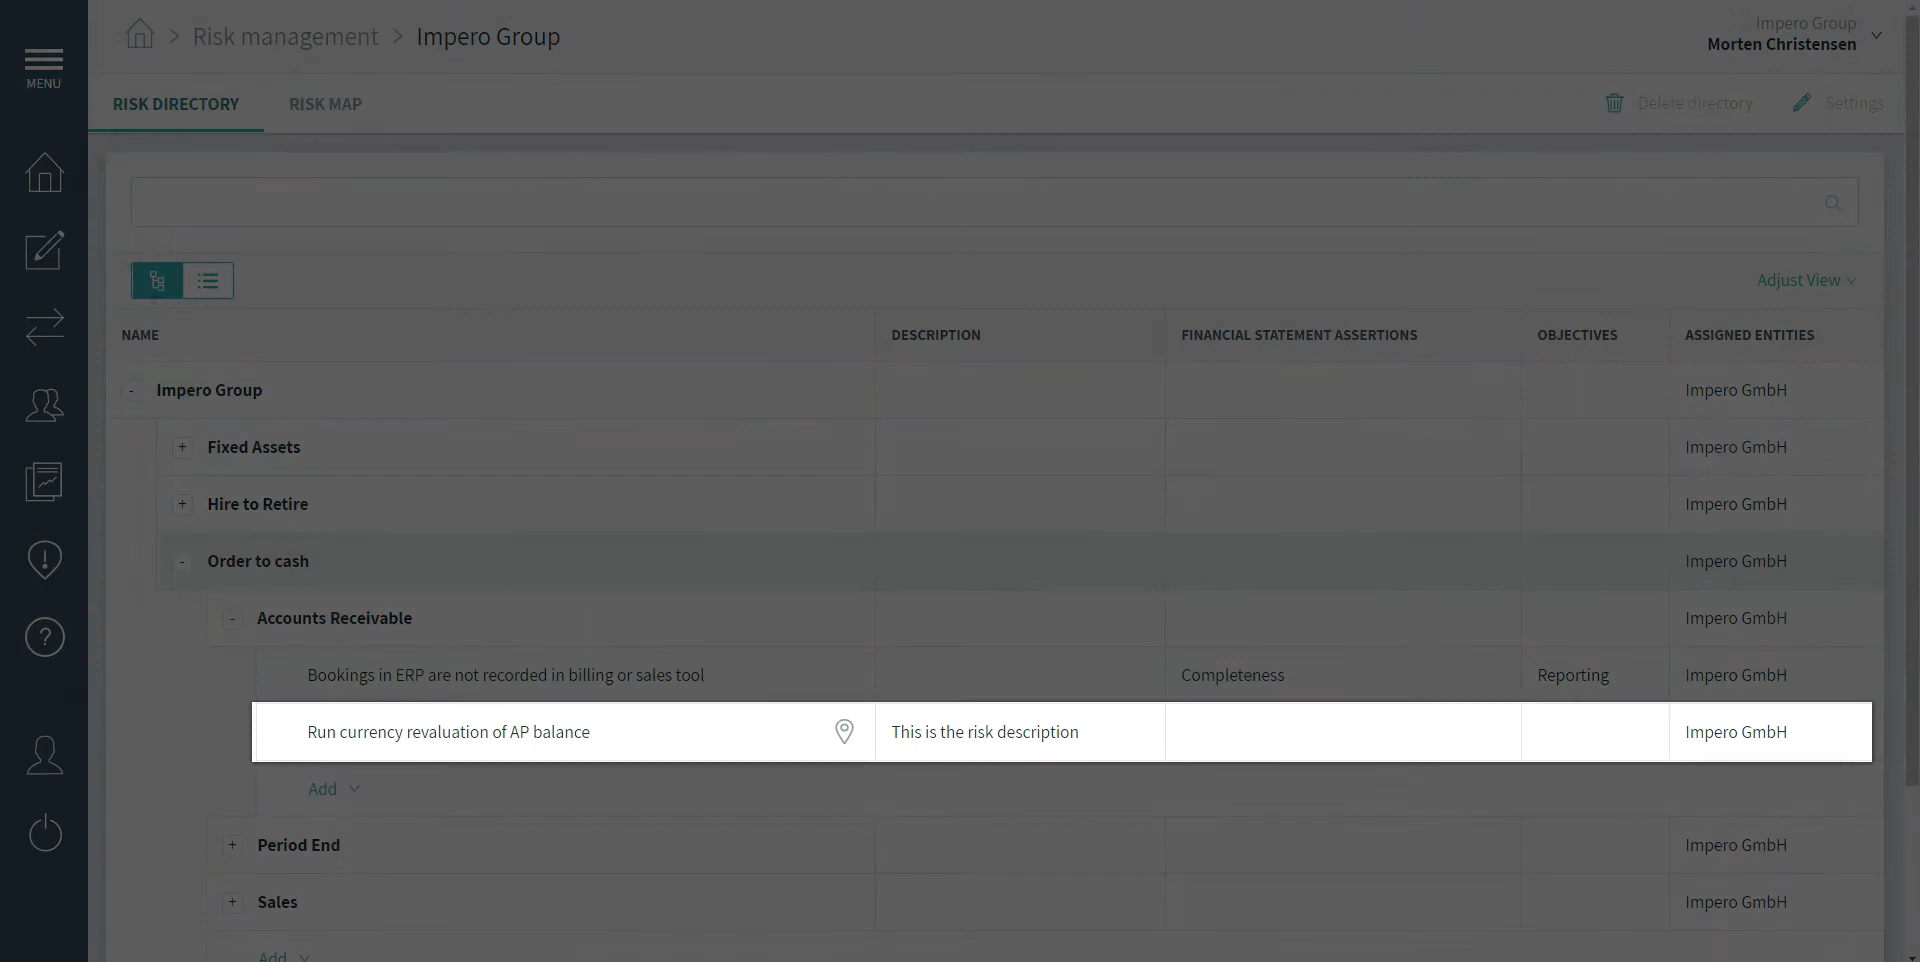 Risk management > Impero Group
Impero Group
Morten Christensen
MENU
RISK DIRECTORY RISK MAP Delete directory Settings
Adjust View
NAME DESCRIPTION FINANCIAL STATEMENT ASSERTIONS OBJECTIVES ASSIGNED ENTITIES
- Impero Group Impero GmbH
+ Fixed Assets Impero GmbH
+ Hire to Retire Impero GmbH
- Order to cash Impero GmbH
- Accounts Receivable Impero GmbH
Bookings in ERP are not recorded in billing or sales tool Completeness Reporting Impero GmbH
Run currency revaluation of AP balance This is the risk description Impero GmbH
Add
+ Period End Impero GmbH
+ Sales Impero GmbH
Add